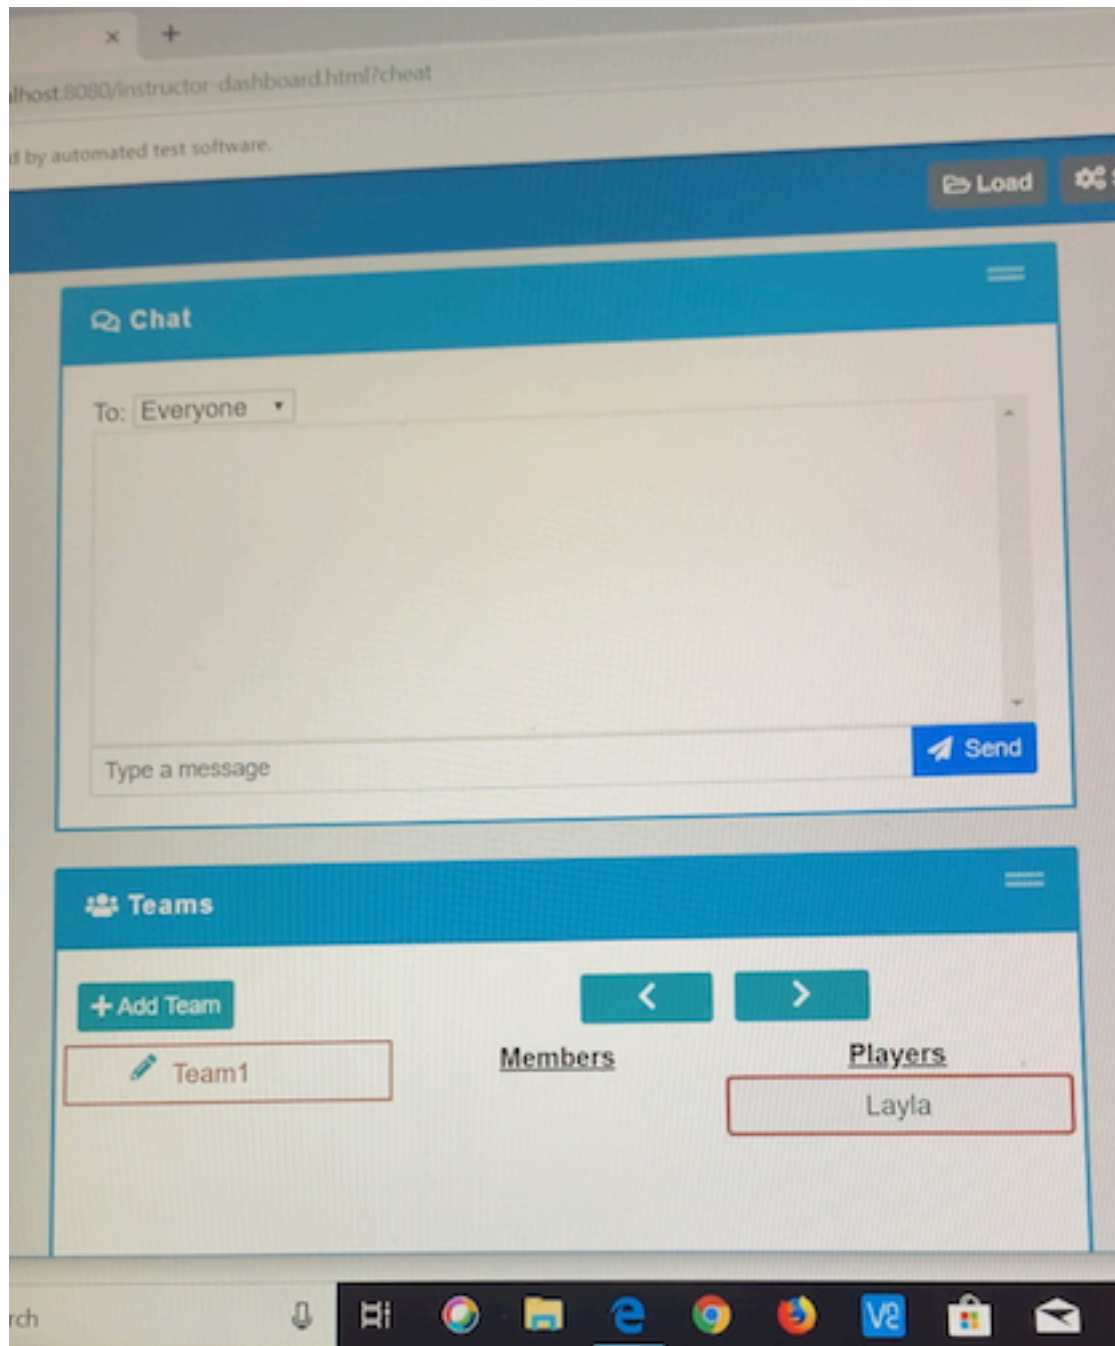 lhost:8080/instructor-dashboard.html?cheat
d by automated test software.
Load
Chat
To: Everyone
Type a message
Send
Teams
+ Add Team
Team1
Members
Players
Layla
rch